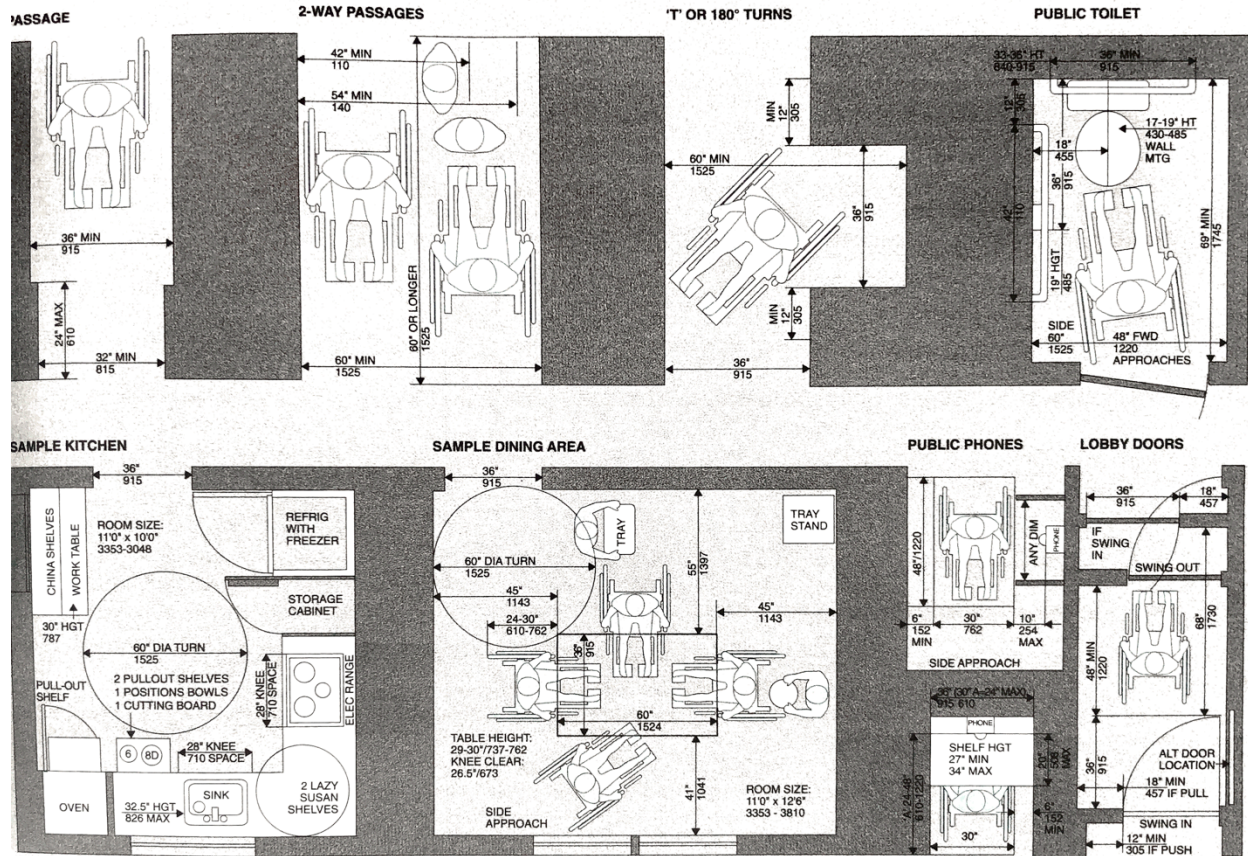 PASSAGE
36" MIN
915
24" MAX
610
32" MIN
815
2-WAY PASSAGES
42" MIN
110
54" MIN
140
60" OR LONGER
1525
60" MIN
1525
'T' OR 180° TURNS
MIN
12"
305
60" MIN
1525
36"
915
MIN
12"
305
36"
915
PUBLIC TOILET
33-36" HT
840-915
36" MIN
915
12"
305
17-19" HT
430-485
WALL
MTG
18"
455
36"
915
42"
110
69" MIN
1745
19" HGT
485
SIDE
60"
1525
48" FWD
1220
APPROACHES
SAMPLE KITCHEN
36"
915
CHINA SHELVES
WORK TABLE
ROOM SIZE:
11'0" x 10'0"
3353-3048
REFRIG
WITH
FREEZER
STORAGE
CABINET
30" HGT
787
60" DIA TURN
1525
PULL-OUT
SHELF
2 PULLOUT SHELVES
1 POSITIONS BOWLS
1 CUTTING BOARD
28" KNEE
710 SPACE
ELEC RANGE
6
8D
28" KNEE
710 SPACE
OVEN
32.5" HGT
826 MAX
SINK
2 LAZY
SUSAN
SHELVES
SAMPLE DINING AREA
36"
915
TRAY
TRAY
STAND
60" DIA TURN
1525
55"
1397
45"
1143
45"
1143
24-30"
610-762
36"
915
60"
1524
TABLE HEIGHT:
29-30"/737-762
KNEE CLEAR:
26.5"/673
SIDE
APPROACH
41"
1041
ROOM SIZE:
11'0" x 12'6"
3353 - 3810
PUBLIC PHONES
48"/1220
ANY DIM
PHONE
6"
152
MIN
30"
762
10"
254
MAX
SIDE APPROACH
36" (30" A=24" MAX)
915 610
PHONE
SHELF HGT
27" MIN
34" MAX
20"
508
MAX
A 24-48"
610-1220
6"
152
MIN
30"
LOBBY DOORS
36"
915
18"
457
IF
SWING
IN
SWING OUT
48" MIN
1220
68"
1730
36"
915
ALT DOOR
LOCATION
18" MIN
457 IF PULL
SWING IN
12" MIN
305 IF PUSH